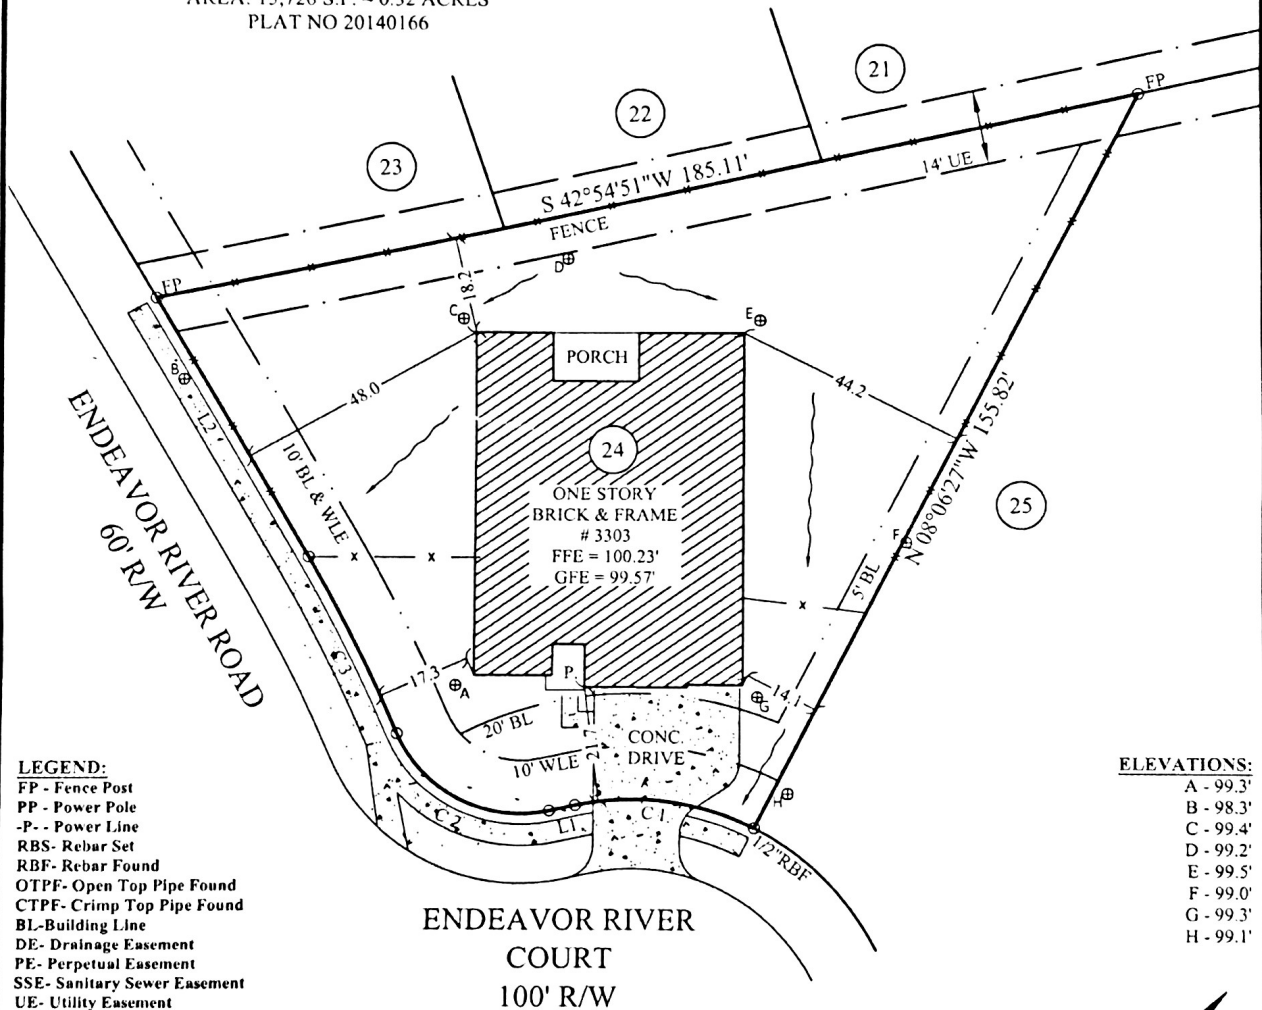 AREA: 13,726 S.F. ~ 0.32 ACRES
PLAT NO 20140166
21
FP
22
23
S 42°54'51"W 185.11'
14' UE
FENCE
FP
D
18.2
C
E
B
PORCH
48.0
44.2
L2
24
10' BL & WLE
N 08°06'27"W 155.82'
ENDEAVOR RIVER ROAD
60' R/W
ONE STORY
BRICK & FRAME
# 3303
FFE = 100.23'
GFE = 99.57'
25
X X
F
5' BL
X
C3
17.3
A
P.
14.1
G
20' BL
10' WLE
21.7
CONC.
DRIVE
H
C2
L1
C1
1/2"RBF
ENDEAVOR RIVER
COURT
100' R/W
LEGEND:
FP - Fence Post
PP - Power Pole
-P- - Power Line
RBS- Rebar Set
RBF- Rebar Found
OTPF- Open Top Pipe Found
CTPF- Crimp Top Pipe Found
BL-Building Line
DE- Drainage Easement
PE- Perpetual Easement
SSE- Sanitary Sewer Easement
UE- Utility Easement
ELEVATIONS:
A - 99.3'
B - 98.3'
C - 99.4'
D - 99.2'
E - 99.5'
F - 99.0'
G - 99.3'
H - 99.1'